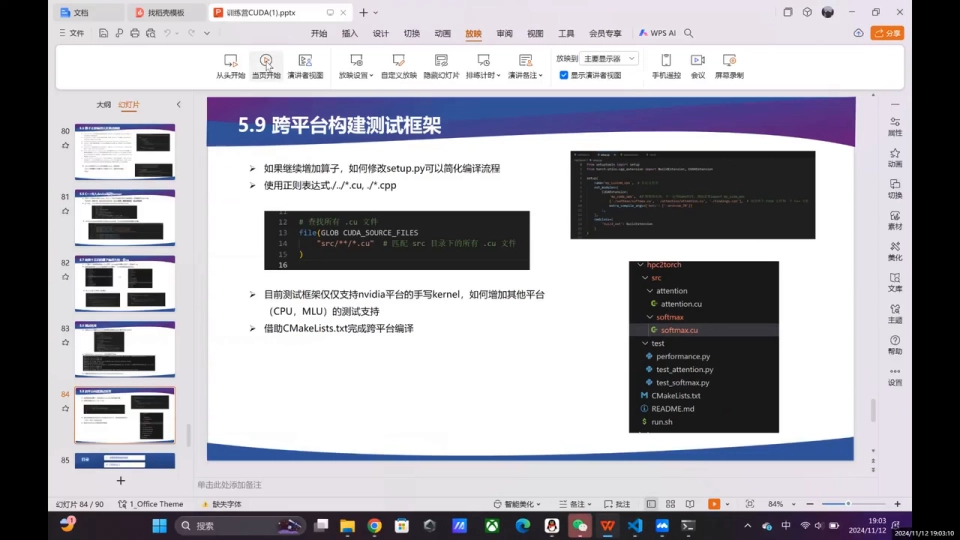 文档
找稻壳模板
训练营CUDA(1).pptx
文件
开始
插入
设计
切换
动画
放映
审阅
视图
工具
会员专享
WPS AI
分享
从头开始
当页开始
演讲者视图
放映设置
自定义放映
隐藏幻灯片
排练计时
演讲备注
放映到
主要显示器
显示演讲者视图
手机遥控
会议
屏幕录制
大纲
幻灯片
80
81
82
83
84
85
5.9 跨平台构建测试框架
如果继续增加算子，如何修改setup.py可以简化编译流程
使用正则表达式./../*.cu, ./*.cpp
12 # 查找所有 .cu 文件
13 file(GLOB CUDA_SOURCE_FILES
14 "src/**/*.cu" # 匹配 src 目录下的所有 .cu 文件
15 )
16
目前测试框架仅仅支持nvidia平台的手写kernel，如何增加其他平台
（CPU，MLU）的测试支持
借助CMakeLists.txt完成跨平台编译
hpc2torch
src
attention
attention.cu
softmax
softmax.cu
test
performance.py
test_attention.py
test_softmax.py
CMakeLists.txt
README.md
run.sh
属性
动画
切换
素材
美化
文库
主题
帮助
设置
单击此处添加备注
幻灯片 84 / 90
1_Office Theme
缺失字体
智能美化
备注
批注
84%
搜索
中
19:03
2024/11/12
2024/11/12 19:03:10